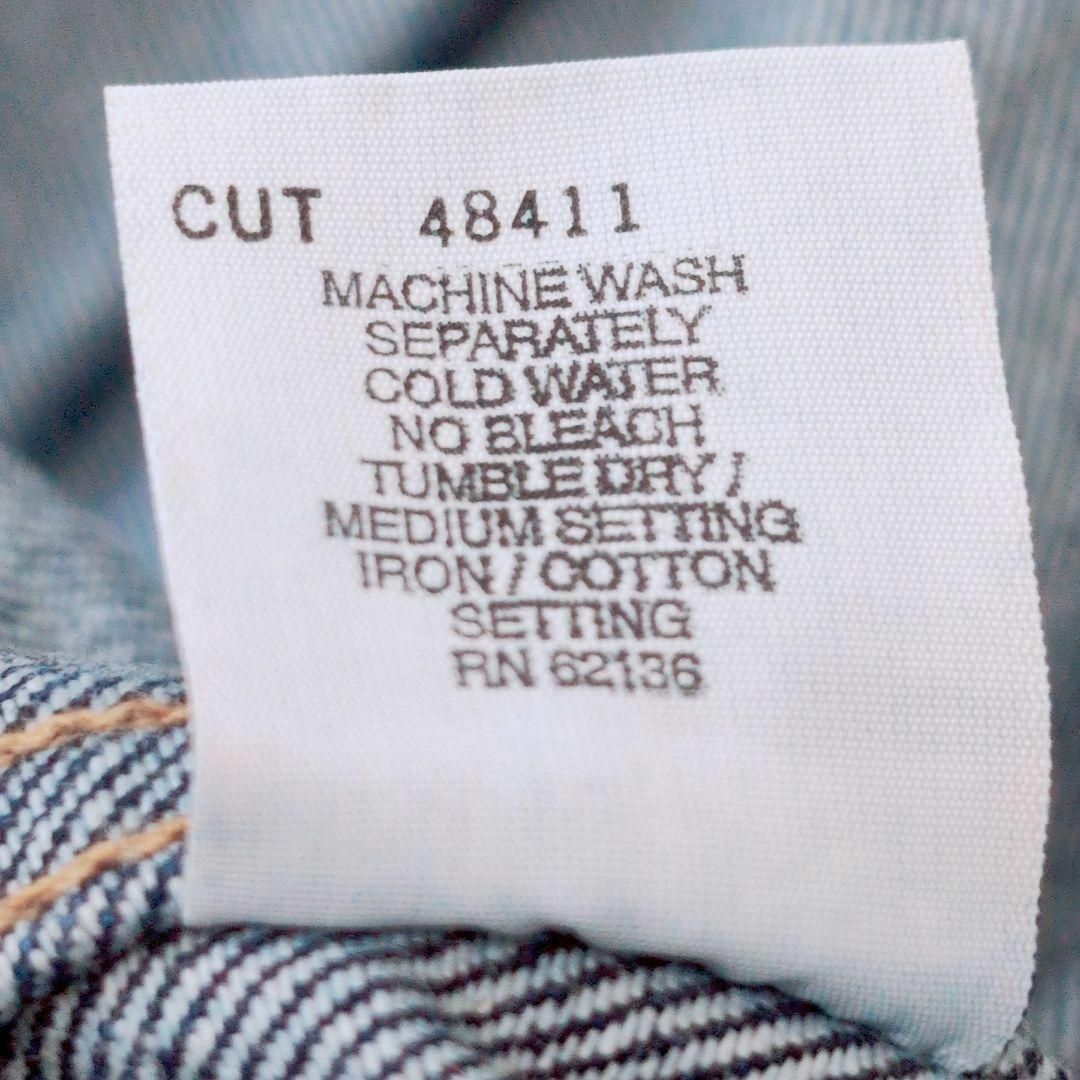 CUT 48411
MACHINE WASH
SEPARATELY
COLD WATER
NO BLEACH
TUMBLE DRY /
MEDIUM SETTING
IRON / COTTON
SETTING
RN 62136